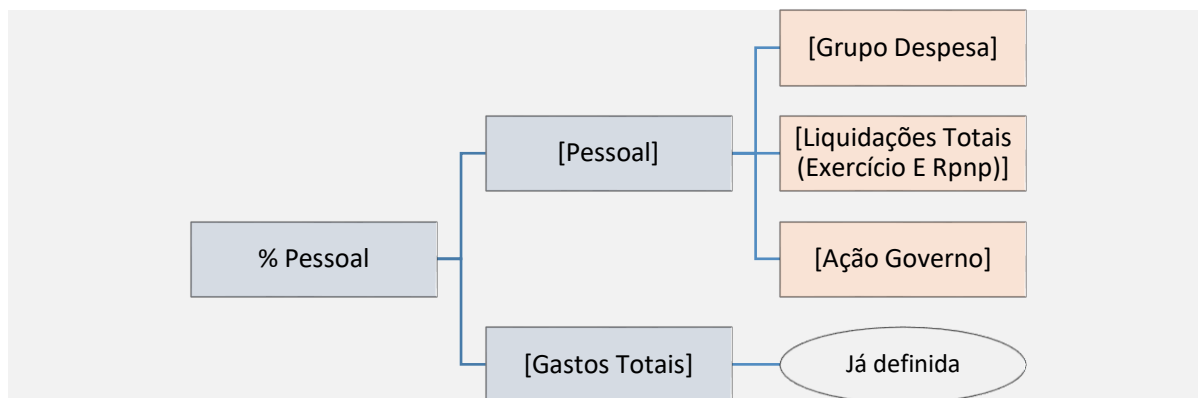 [Grupo Despesa]
[Pessoal]
[Liquidações Totais
(Exercício E Rpnp)]
% Pessoal
[Ação Governo]
[Gastos Totais]
Já definida